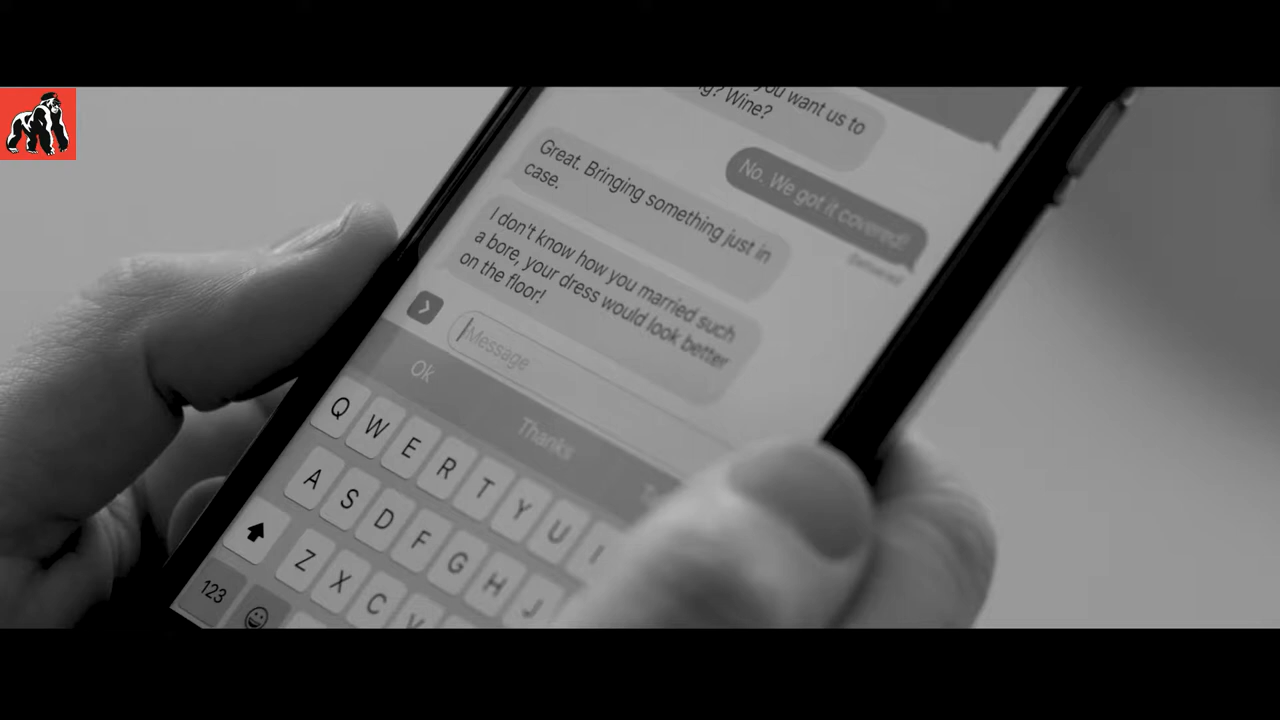 you want us to
g? Wine?
No. We got it covered!
Delivered
Great. Bringing something just in
case.
I don't know how you married such
a bore, your dress would look better
on the floor!
Message
Ok
Thanks
Q W E R T Y U I
A S D F G H J
Z X C V
123